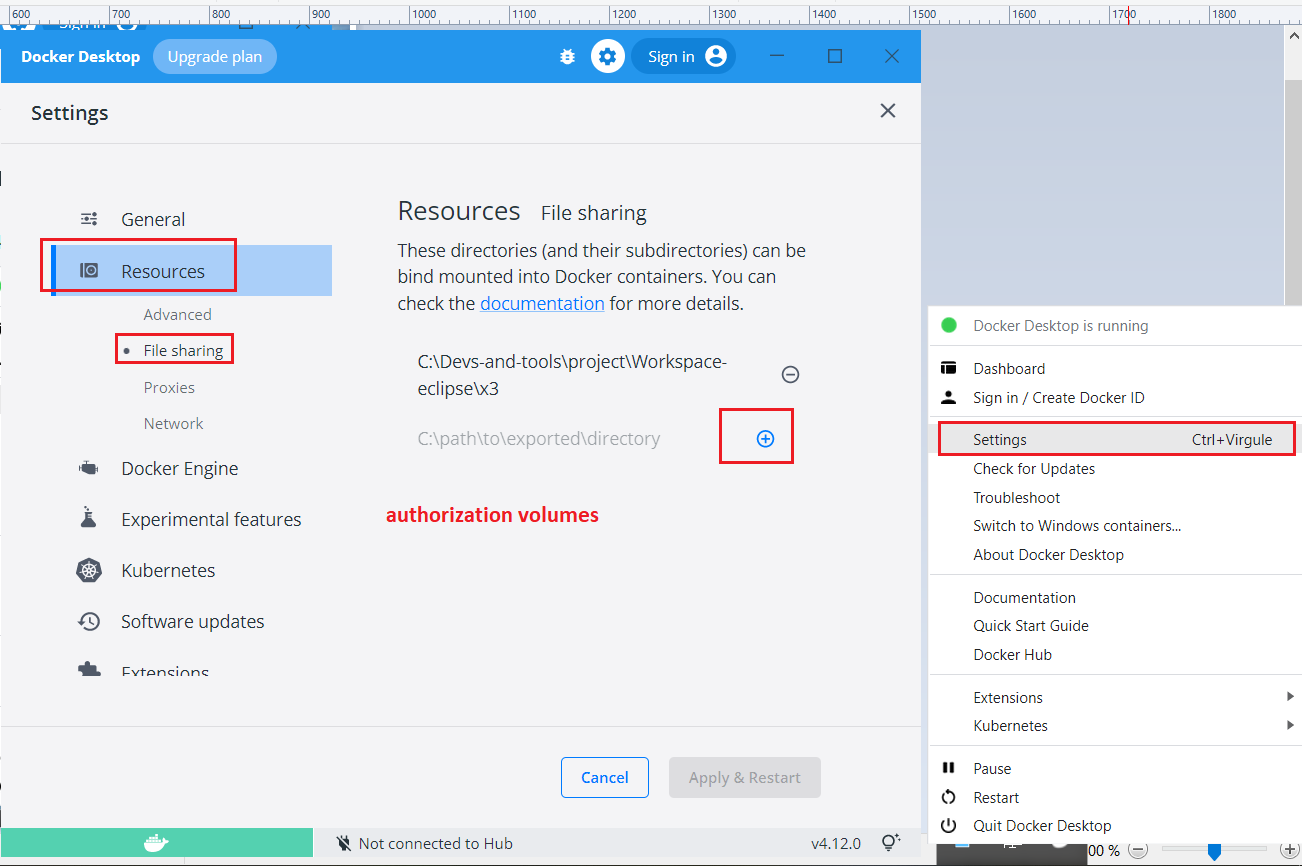 600 700 800 900 1000 1100 1200 1300 1400 1500 1600 1700 1800
Docker Desktop Upgrade plan Sign in
Settings
General
Resources
Advanced
File sharing
Proxies
Network
Docker Engine
Experimental features
Kubernetes
Software updates
Extensions
Resources File sharing
These directories (and their subdirectories) can be
bind mounted into Docker containers. You can
check the documentation for more details.
C:\Devs-and-tools\project\Workspace-
eclipse\x3
C:\path\to\exported\directory
authorization volumes
Cancel Apply & Restart
Not connected to Hub v4.12.0
Docker Desktop is running
Dashboard
Sign in / Create Docker ID
Settings Ctrl+Virgule
Check for Updates
Troubleshoot
Switch to Windows containers...
About Docker Desktop
Documentation
Quick Start Guide
Docker Hub
Extensions
Kubernetes
Pause
Restart
Quit Docker Desktop
00 %